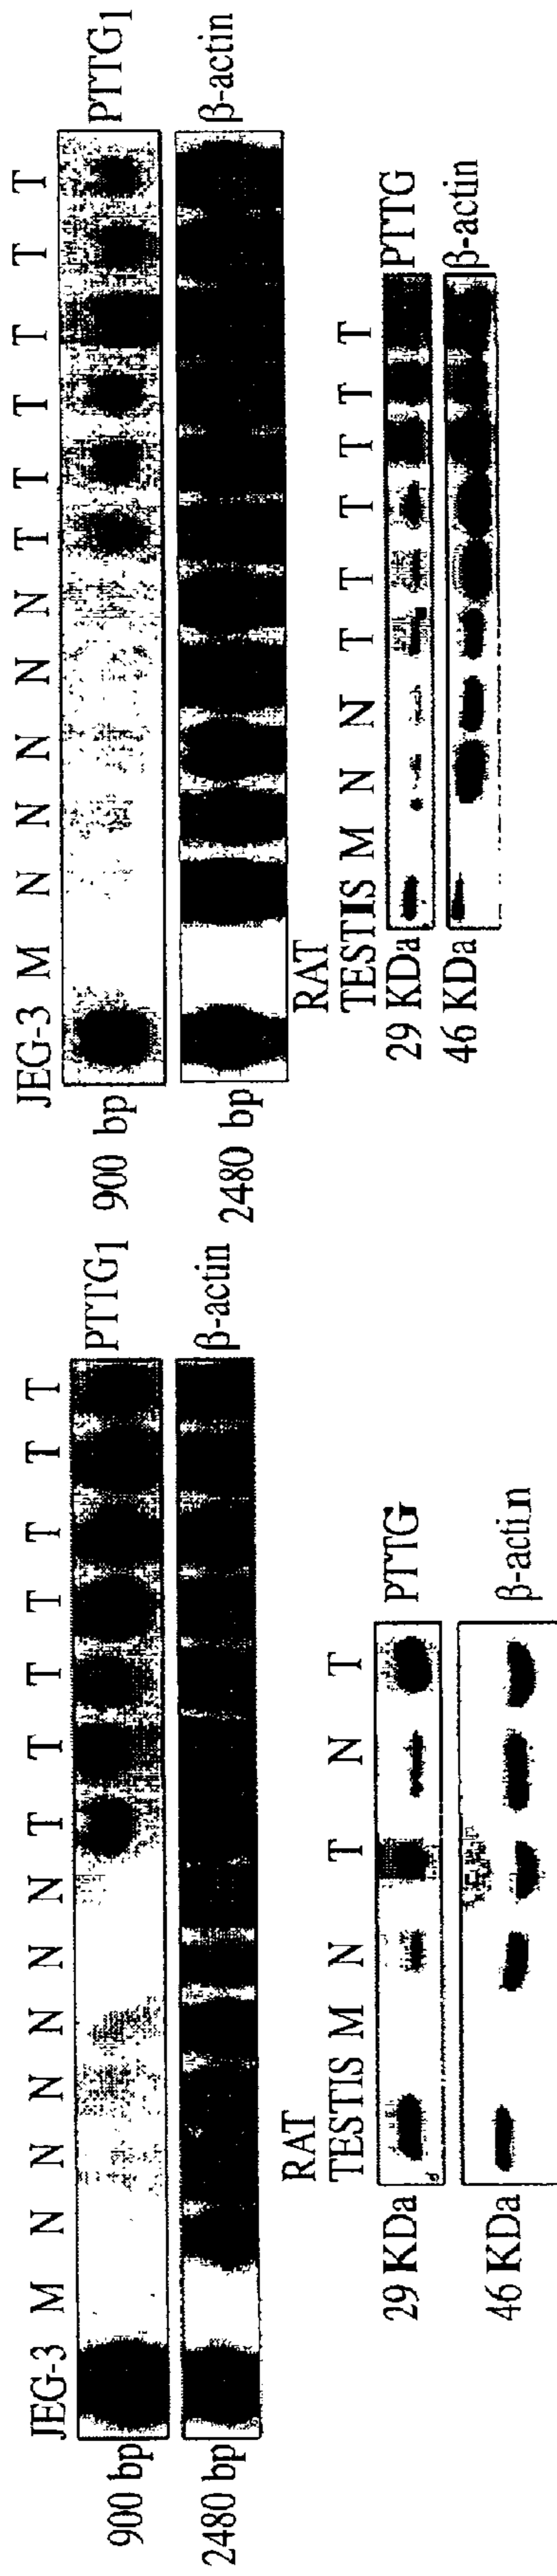 JEG-3 M N N N N N N T T T T T T T
900 bp PTTG1
2480 bp β-actin
RAT
TESTIS M N T N T
29 KDa PTTG
46 KDa β-actin
JEG-3 M N N N N N T T T T T T
900 bp PTTG1
2480 bp β-actin
RAT
TESTIS M N N T T T T T T
29 KDa PTTG
46 KDa β-actin